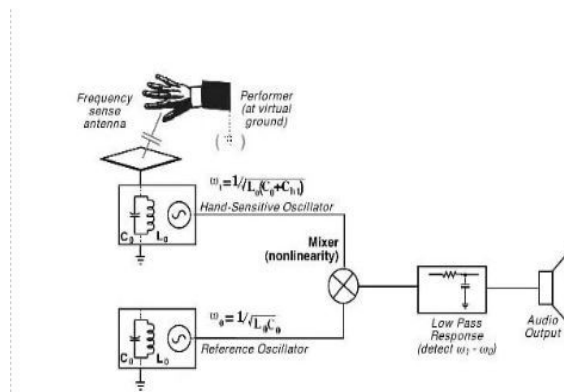 Frequency
sense
antenna
Performer
(at virtual
ground)
ω₁=1/√L₀(C₀+Cht)
Hand-Sensitive Oscillator
C₀ L₀
Mixer
(nonlinearity)
ω₀=1/√L₀C₀
Reference Oscillator
C₀ L₀
Low Pass
Response
(detect ω₁ - ω₀)
Audio
Output